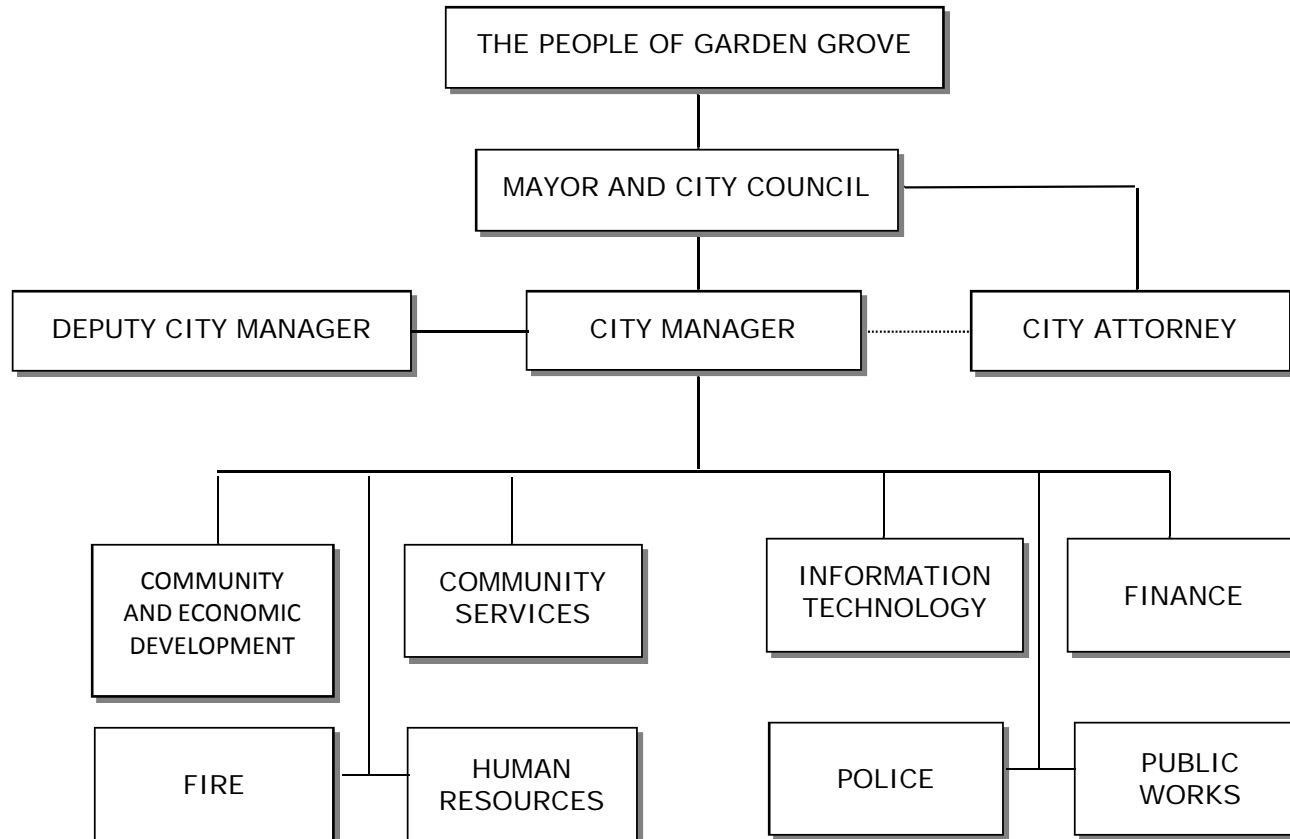 THE PEOPLE OF GARDEN GROVE
MAYOR AND CITY COUNCIL
DEPUTY CITY MANAGER
CITY MANAGER
CITY ATTORNEY
COMMUNITY
AND ECONOMIC
DEVELOPMENT
COMMUNITY
SERVICES
INFORMATION
TECHNOLOGY
FINANCE
FIRE
HUMAN
RESOURCES
POLICE
PUBLIC
WORKS